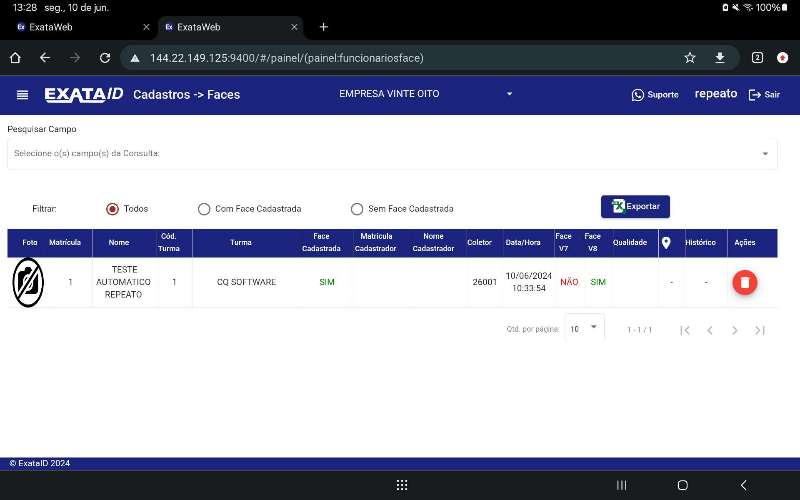 13:28 seg., 10 de jun. 100%
ExataWeb ExataWeb
144.22.149.125:9400/#/painel/(painel:funcionariosface) 2
EXATAID Cadastros -> Faces EMPRESA VINTE OITO Suporte repeato Sair
Pesquisar Campo
Selecione o(s) campo(s) da Consulta:
Filtrar: Todos Com Face Cadastrada Sem Face Cadastrada Exportar
Foto Matrícula Nome Cód. Turma Turma Face Cadastrada Matrícula Cadastrador Nome Cadastrador Coletor Data/Hora Face V7 Face V8 Qualidade Histórico Ações
1 TESTE AUTOMATICO REPEATO 1 CQ SOFTWARE SIM 26001 10/06/2024 10:33:54 NÃO SIM - -
Qtd. por página: 10 1 - 1 / 1
© ExataID 2024